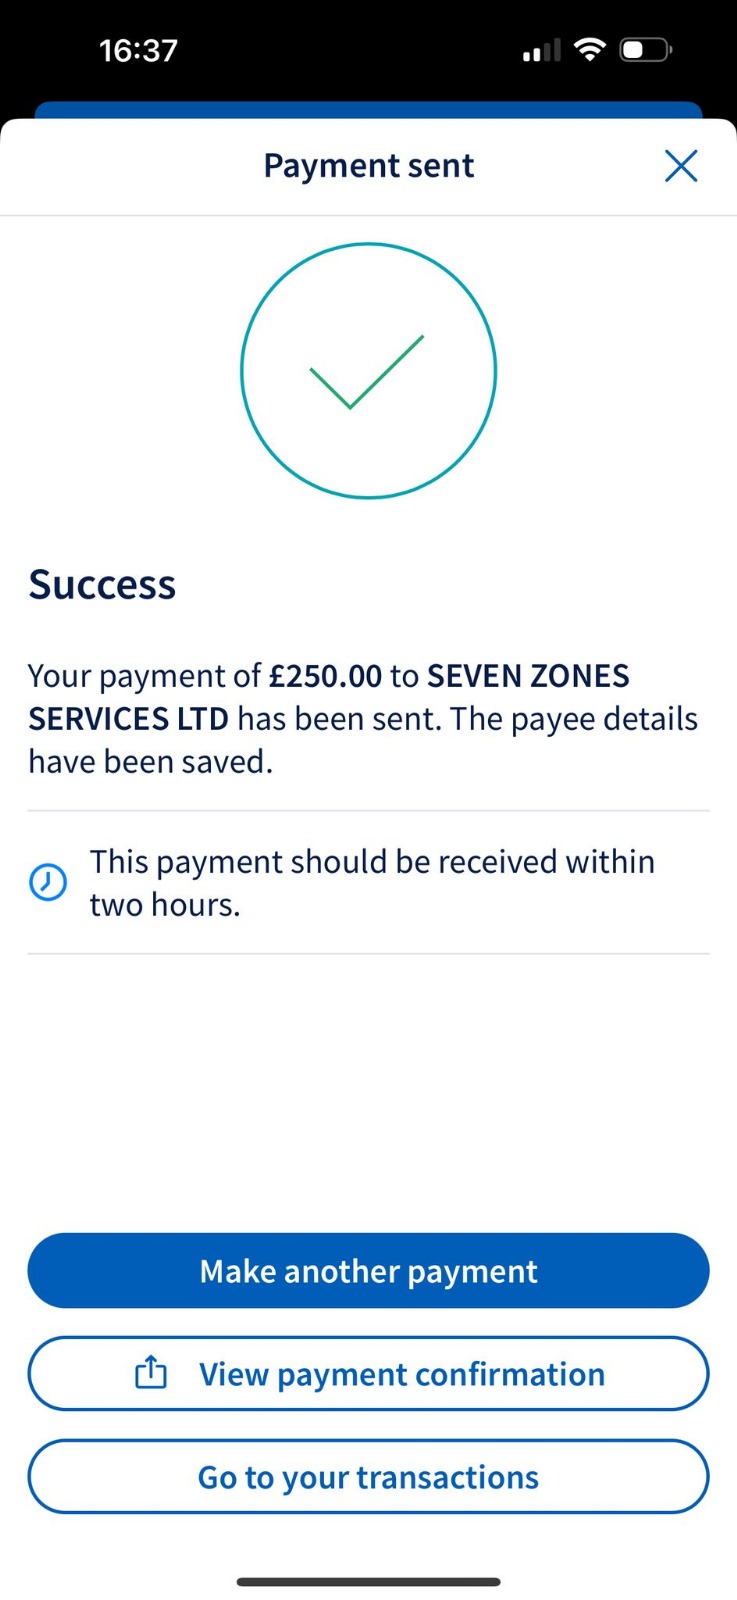 16:37
Payment sent
Success
Your payment of £250.00 to SEVEN ZONES
SERVICES LTD has been sent. The payee details
have been saved.
This payment should be received within
two hours.
Make another payment
View payment confirmation
Go to your transactions